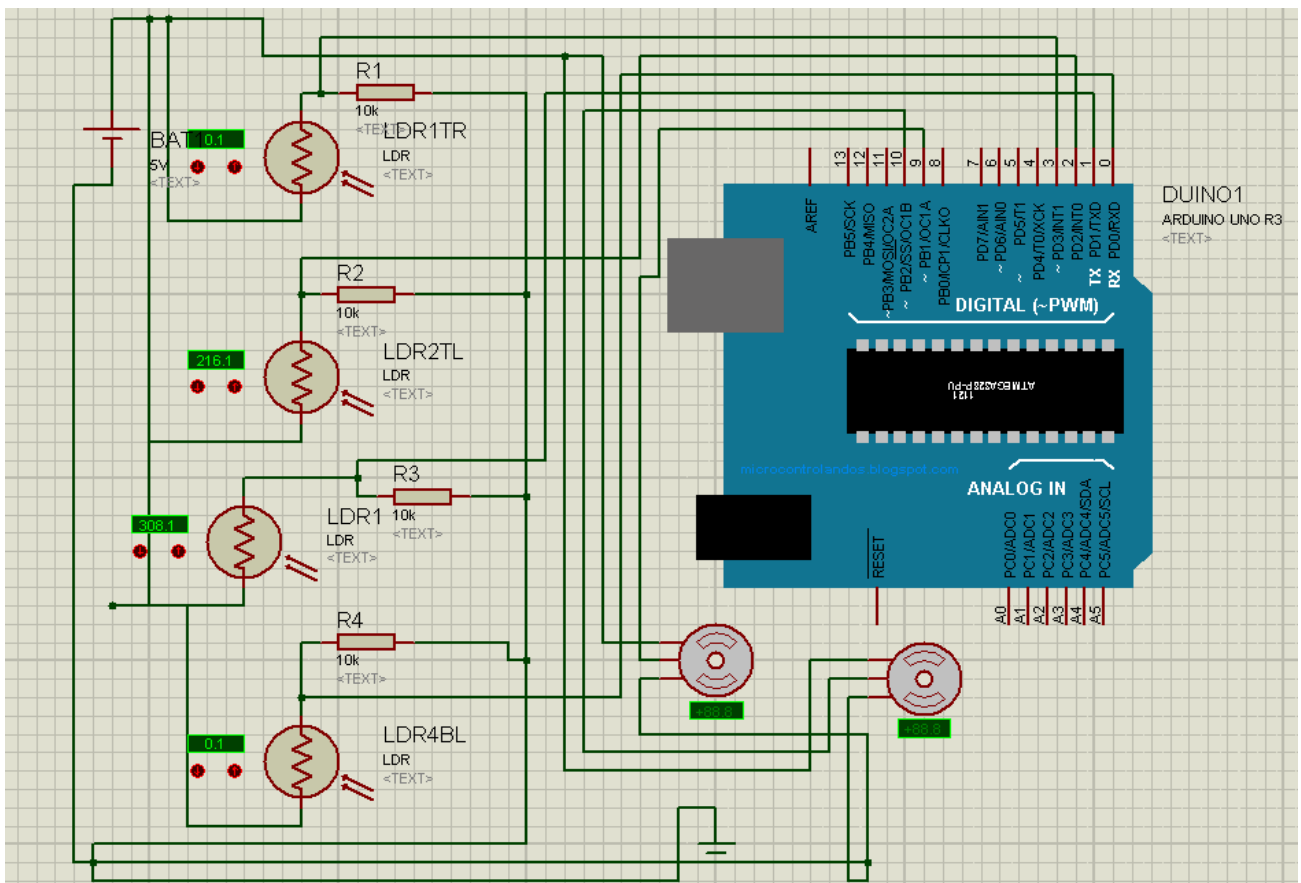 R1
10k
<TEXT>
LDR1TR
LDR
<TEXT>
0.1
BAT1
5V
<TEXT>
R2
10k
<TEXT>
LDR2TL
LDR
<TEXT>
216.1
R3
10k
<TEXT>
LDR1
LDR
<TEXT>
308.1
R4
10k
<TEXT>
LDR4BL
LDR
<TEXT>
0.1
AREF
13
12
11
10
9
8
7
6
5
4
3
2
1
0
PB5/SCK
PB4/MISO
~PB3/MOSI/OC2A
~ PB2/SS/OC1B
~ PB1/OC1A
PB0/ICP1/CLKO
PD7/AIN1
~ PD6/AIN0
~ PD5/T1
PD4/T0/XCK
~ PD3/INT1
PD2/INT0
TX PD1/TXD
RX PD0/RXD
DIGITAL (~PWM)
DUINO1
ARDUINO UNO R3
<TEXT>
ATMEGA328P-PU
1121
microcontrolandos.blogspot.com
ANALOG IN
RESET
PC0/ADC0
PC1/ADC1
PC2/ADC2
PC3/ADC3
PC4/ADC4/SDA
PC5/ADC5/SCL
A0
A1
A2
A3
A4
A5
+88.8
+88.8